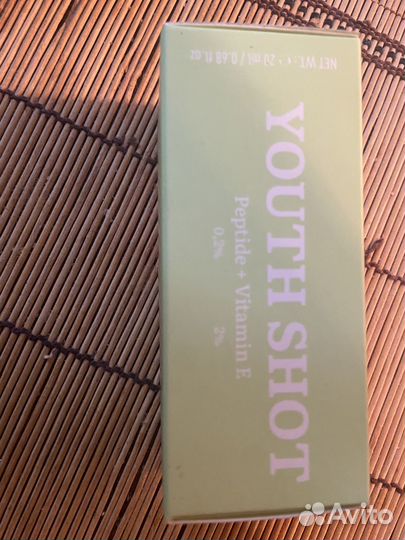 NET WT. e 20 ml / 0.68 fl. oz
YOUTH SHOT
Peptide + Vitamin E
0,2% 2%
Avito